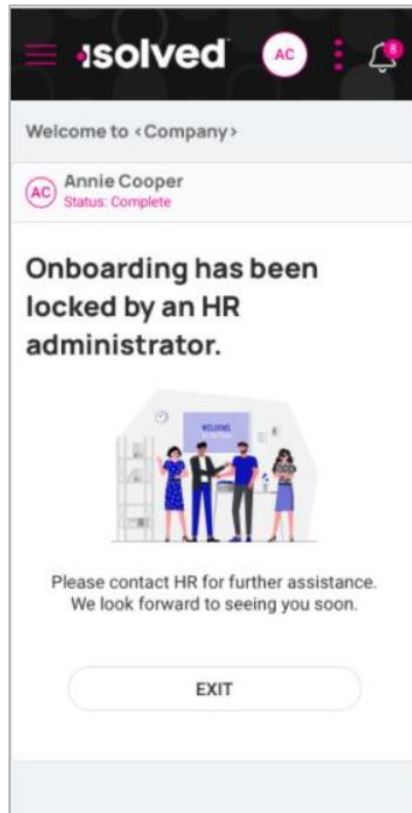 isolved
AC
8
Welcome to <Company>
AC
Annie Cooper
Status: Complete
Onboarding has been
locked by an HR
administrator.
WELCOME
Please contact HR for further assistance.
We look forward to seeing you soon.
EXIT